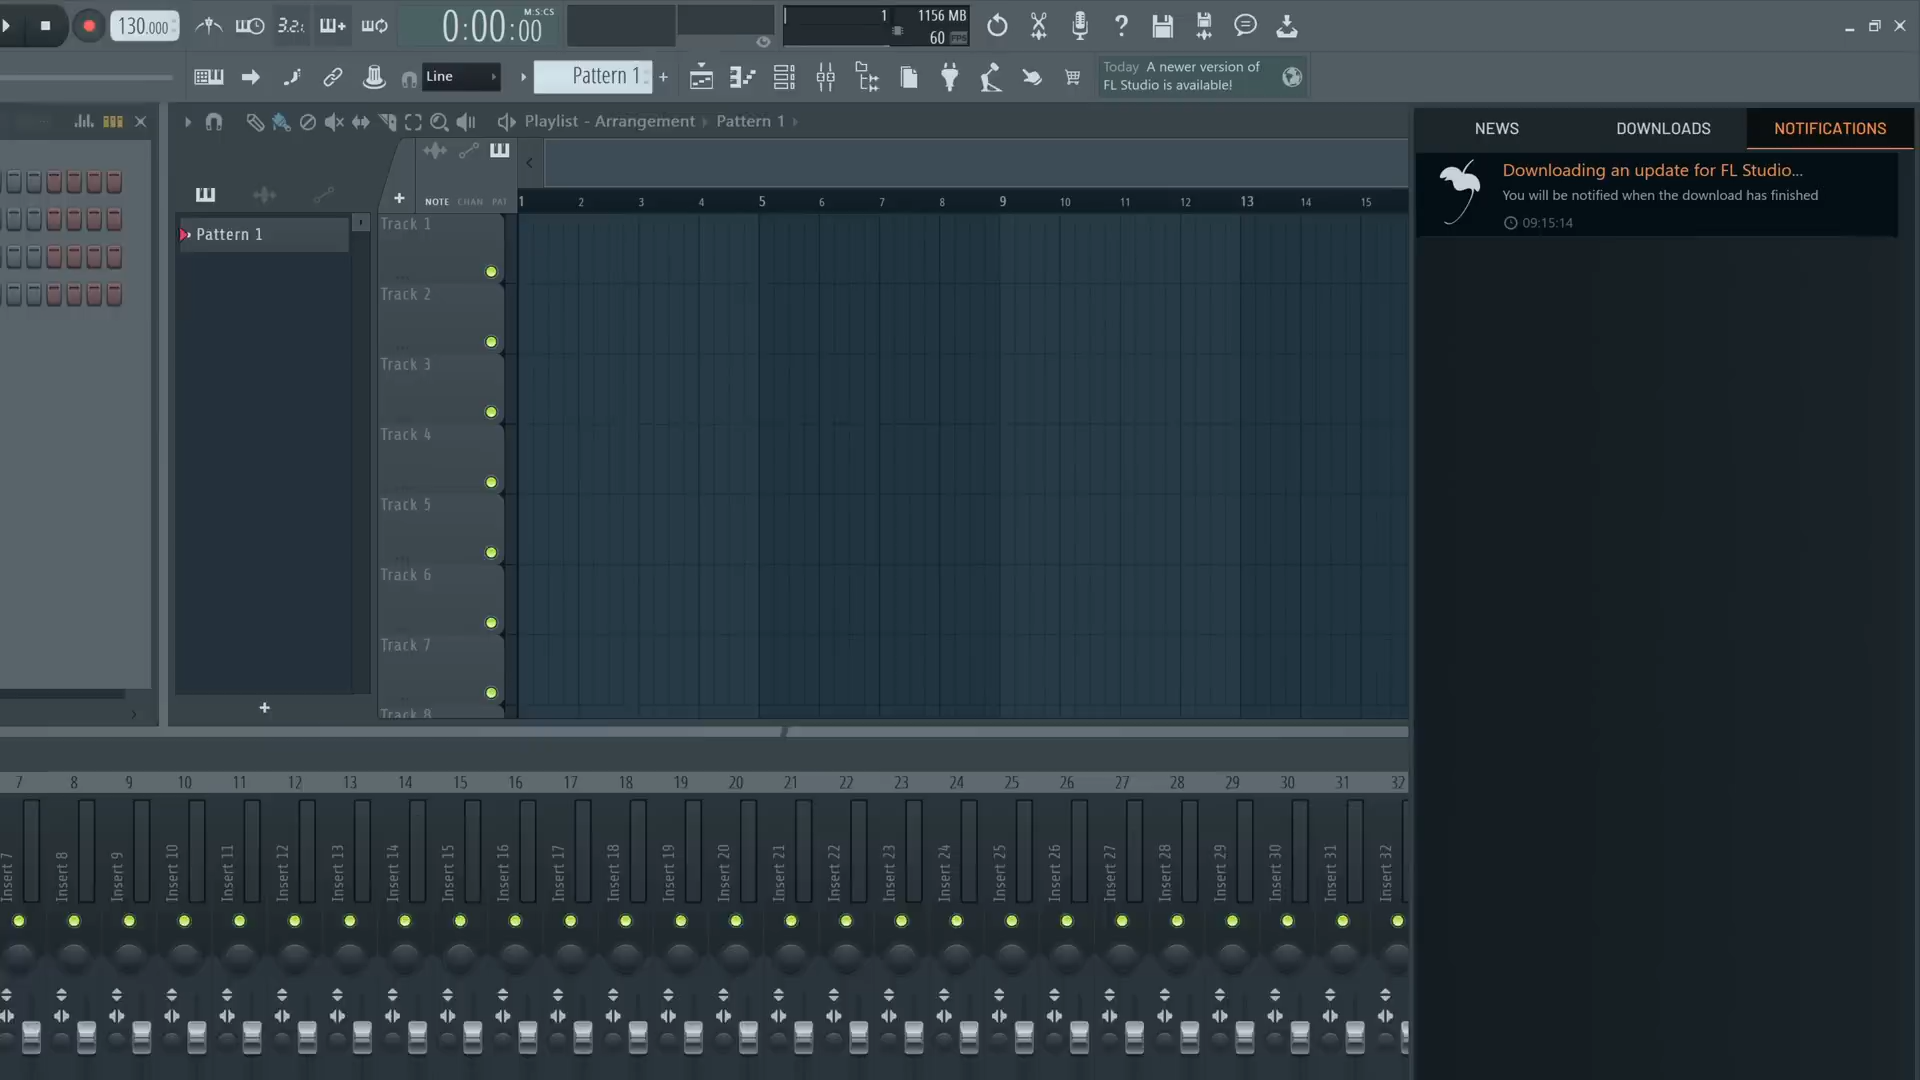 130.000
3.2.
0:00:00
M:S:CS
1
1156 MB
60 FPS
Line
Pattern 1
Today A newer version of
FL Studio is available!
Playlist - Arrangement
Pattern 1
NEWS
DOWNLOADS
NOTIFICATIONS
Downloading an update for FL Studio...
You will be notified when the download has finished
09:15:14
NOTE CHAN PAT
1 2 3 4 5 6 7 8 9 10 11 12 13 14 15
Pattern 1
Track 1
Track 2
Track 3
Track 4
Track 5
Track 6
Track 7
Track 8
7 8 9 10 11 12 13 14 15 16 17 18 19 20 21 22 23 24 25 26 27 28 29 30 31 32
Insert 7
Insert 8
Insert 9
Insert 10
Insert 11
Insert 12
Insert 13
Insert 14
Insert 15
Insert 16
Insert 17
Insert 18
Insert 19
Insert 20
Insert 21
Insert 22
Insert 23
Insert 24
Insert 25
Insert 26
Insert 27
Insert 28
Insert 29
Insert 30
Insert 31
Insert 32